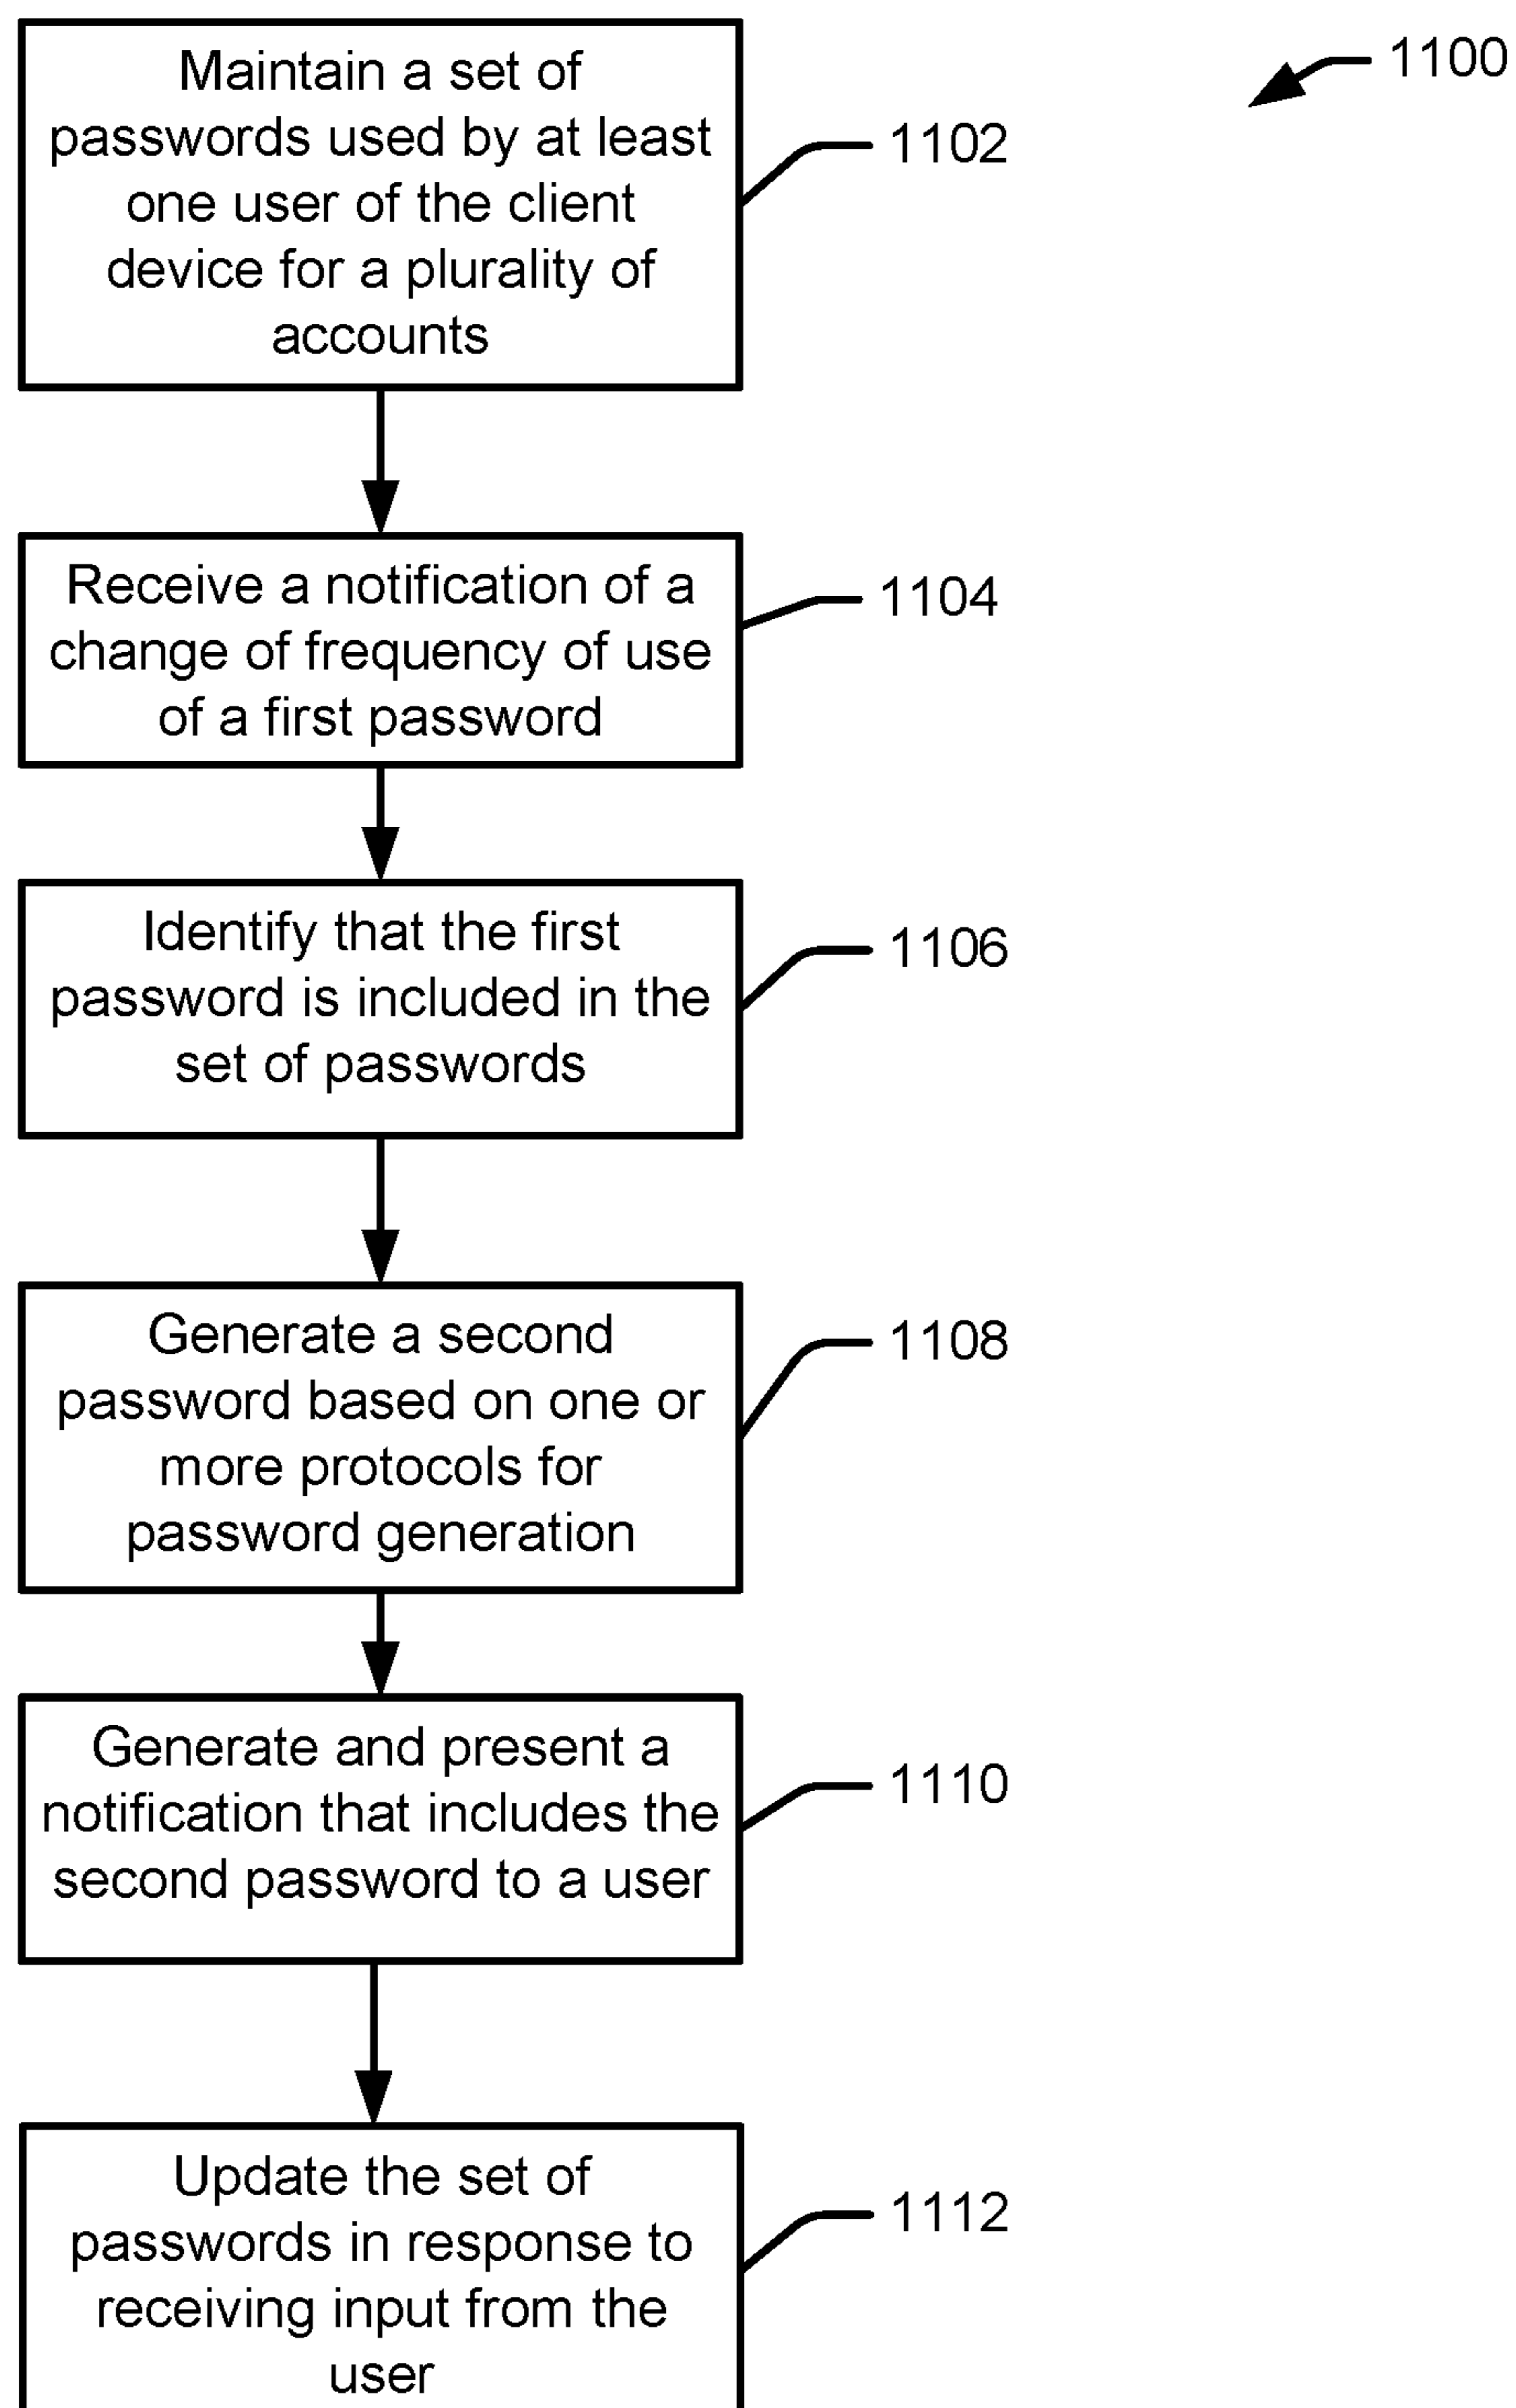 1100
Maintain a set of
passwords used by at least
one user of the client
device for a plurality of
accounts
1102
Receive a notification of a
change of frequency of use
of a first password
1104
Identify that the first
password is included in the
set of passwords
1106
Generate a second
password based on one or
more protocols for
password generation
1108
Generate and present a
notification that includes the
second password to a user
1110
Update the set of
passwords in response to
receiving input from the
user
1112